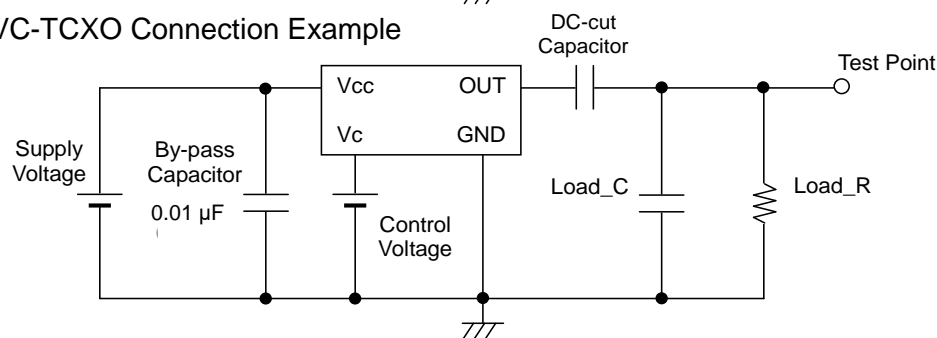 VC-TCXO Connection Example
DC-cut
Capacitor
Test Point
Vcc
OUT
Vc
GND
Supply
Voltage
By-pass
Capacitor
0.01 µF
Control
Voltage
Load_C
Load_R